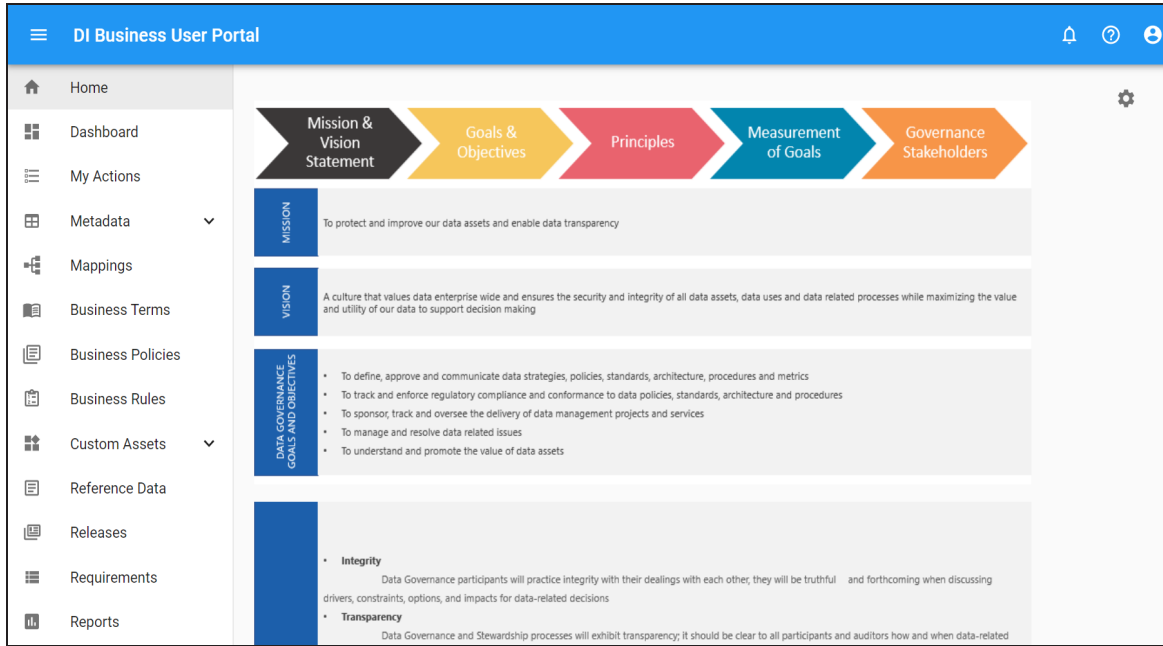 DI Business User Portal
Home
Dashboard
My Actions
Metadata
Mappings
Business Terms
Business Policies
Business Rules
Custom Assets
Reference Data
Releases
Requirements
Reports
Mission &
Vision
Statement
Goals &
Objectives
Principles
Measurement
of Goals
Governance
Stakeholders
MISSION
To protect and improve our data assets and enable data transparency
VISION
A culture that values data enterprise wide and ensures the security and integrity of all data assets, data uses and data related processes while maximizing the value
and utility of our data to support decision making
DATA GOVERNANCE
GOALS AND OBJECTIVES
• To define, approve and communicate data strategies, policies, standards, architecture, procedures and metrics
• To track and enforce regulatory compliance and conformance to data policies, standards, architecture and procedures
• To sponsor, track and oversee the delivery of data management projects and services
• To manage and resolve data related issues
• To understand and promote the value of data assets
• Integrity
Data Governance participants will practice integrity with their dealings with each other, they will be truthful and forthcoming when discussing
drivers, constraints, options, and impacts for data-related decisions
• Transparency
Data Governance and Stewardship processes will exhibit transparency; it should be clear to all participants and auditors how and when data-related